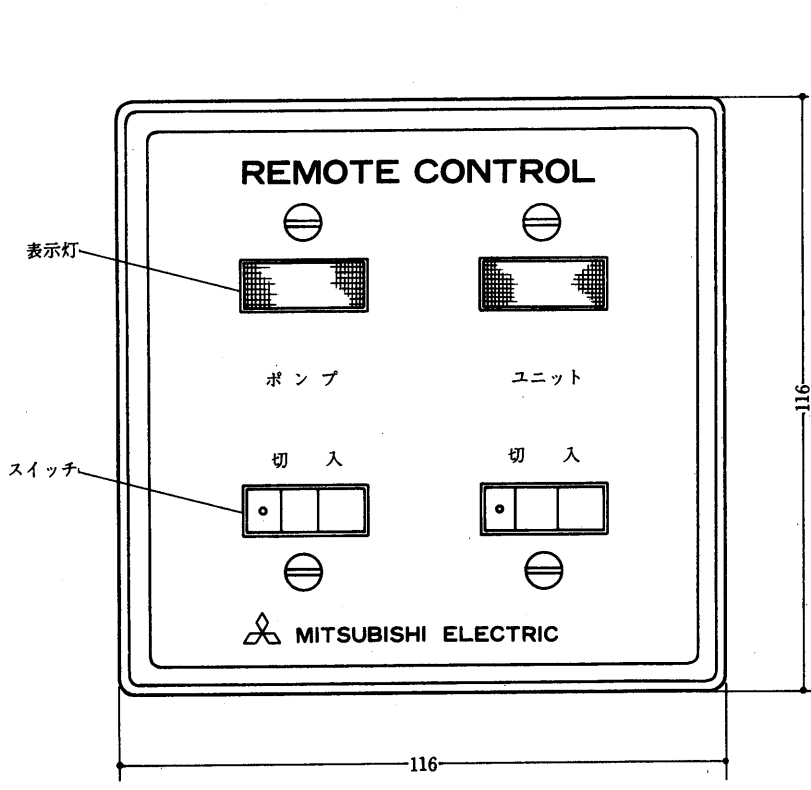 REMOTE CONTROL
表示灯
ポンプ ユニット
116
切 入 切 入
スイッチ
MITSUBISHI ELECTRIC
116